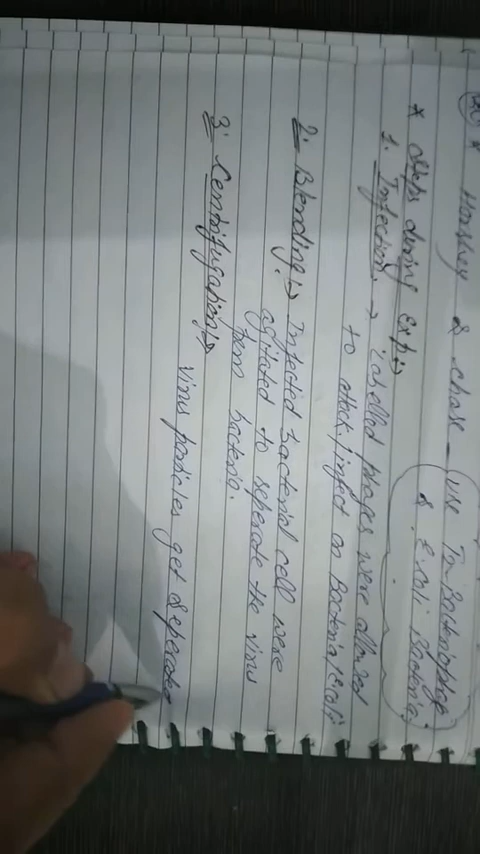 * Hershey & chase - Use T₂ Bacteriophage
& E.coli Bacteria
* Steps during exp :→
1. Infection. → labelled phages were allowed
to attack/infect on Bacteria/E.coli
2. Blending :→ Infected bacterial cell were
agitated to seperate the virus
from bacteria.
3. Centrifugation :→
virus particles get seperated